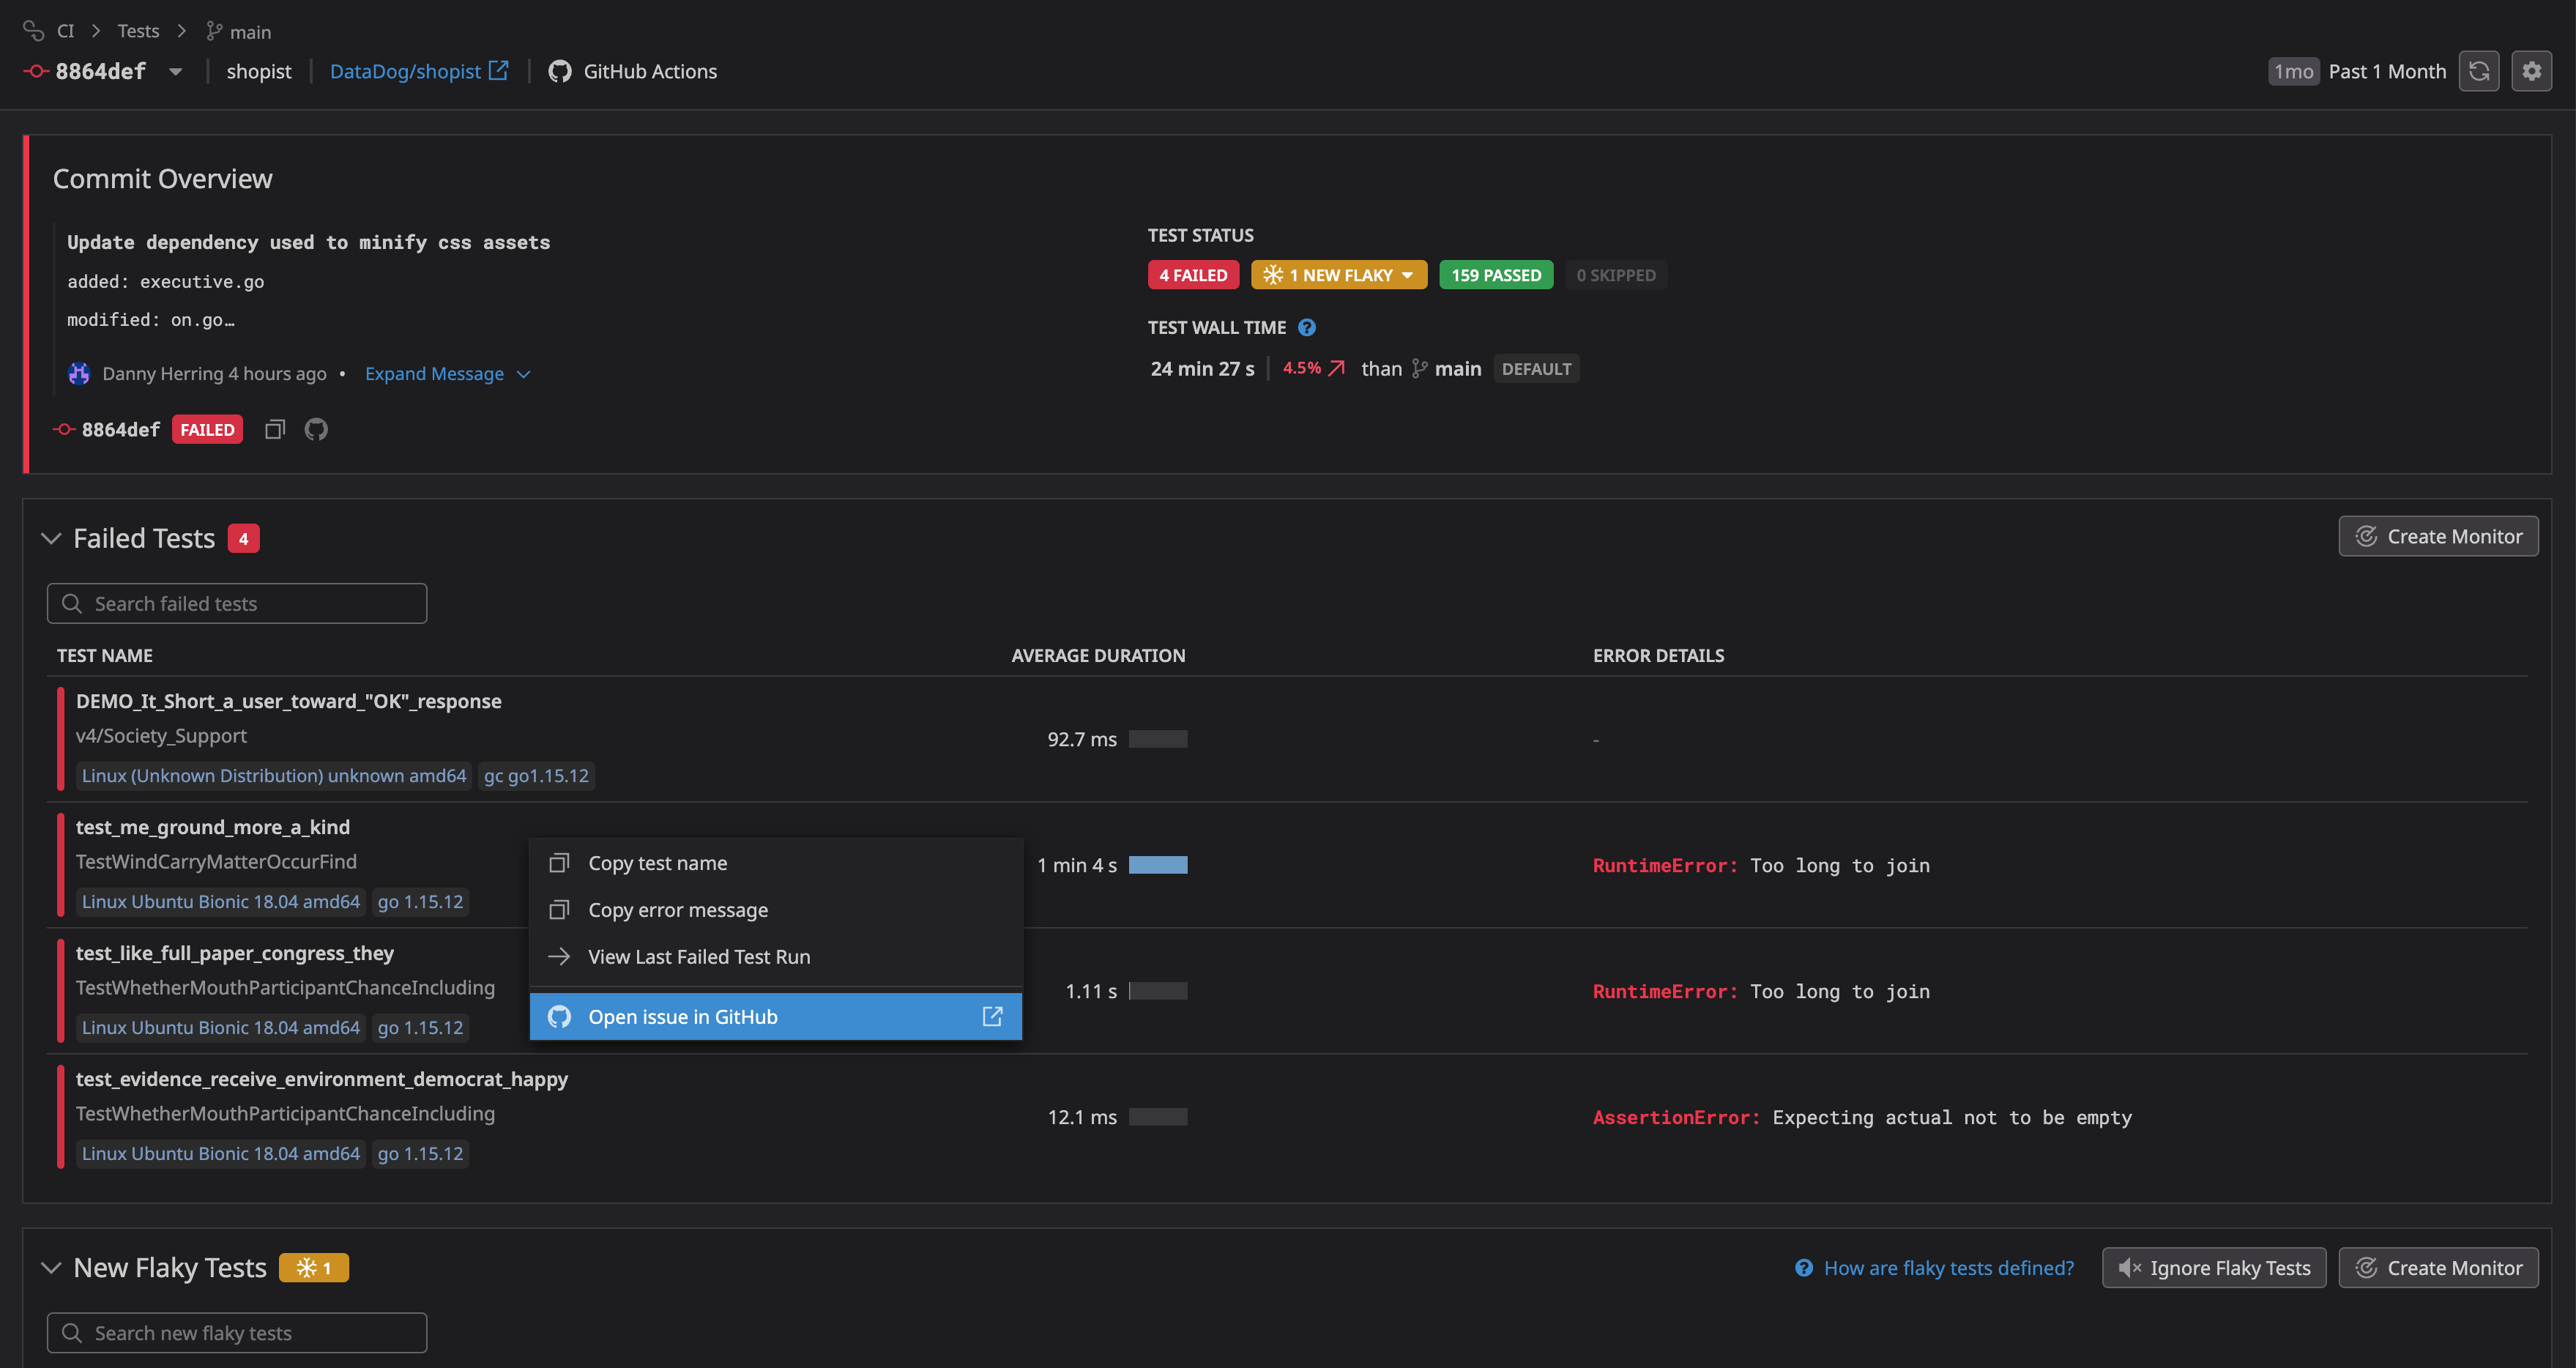 CI > Tests > main
8864def shopist DataDog/shopist GitHub Actions 1mo Past 1 Month
Commit Overview
Update dependency used to minify css assets
added: executive.go
modified: on.go…
Danny Herring 4 hours ago • Expand Message
8864def FAILED
TEST STATUS
4 FAILED 1 NEW FLAKY 159 PASSED 0 SKIPPED
TEST WALL TIME ?
24 min 27 s 4.5% than main DEFAULT
Failed Tests 4 Create Monitor
Search failed tests
TEST NAME AVERAGE DURATION ERROR DETAILS
DEMO_It_Short_a_user_toward_"OK"_response
v4/Society_Support
92.7 ms -
Linux (Unknown Distribution) unknown amd64 gc go1.15.12
test_me_ground_more_a_kind
TestWindCarryMatterOccurFind
1 min 4 s RuntimeError: Too long to join
Linux Ubuntu Bionic 18.04 amd64 go 1.15.12
Copy test name
Copy error message
View Last Failed Test Run
Open issue in GitHub
test_like_full_paper_congress_they
TestWhetherMouthParticipantChanceIncluding
1.11 s RuntimeError: Too long to join
Linux Ubuntu Bionic 18.04 amd64 go 1.15.12
test_evidence_receive_environment_democrat_happy
TestWhetherMouthParticipantChanceIncluding
12.1 ms AssertionError: Expecting actual not to be empty
Linux Ubuntu Bionic 18.04 amd64 go 1.15.12
New Flaky Tests 1 ? How are flaky tests defined? Ignore Flaky Tests Create Monitor
Search new flaky tests